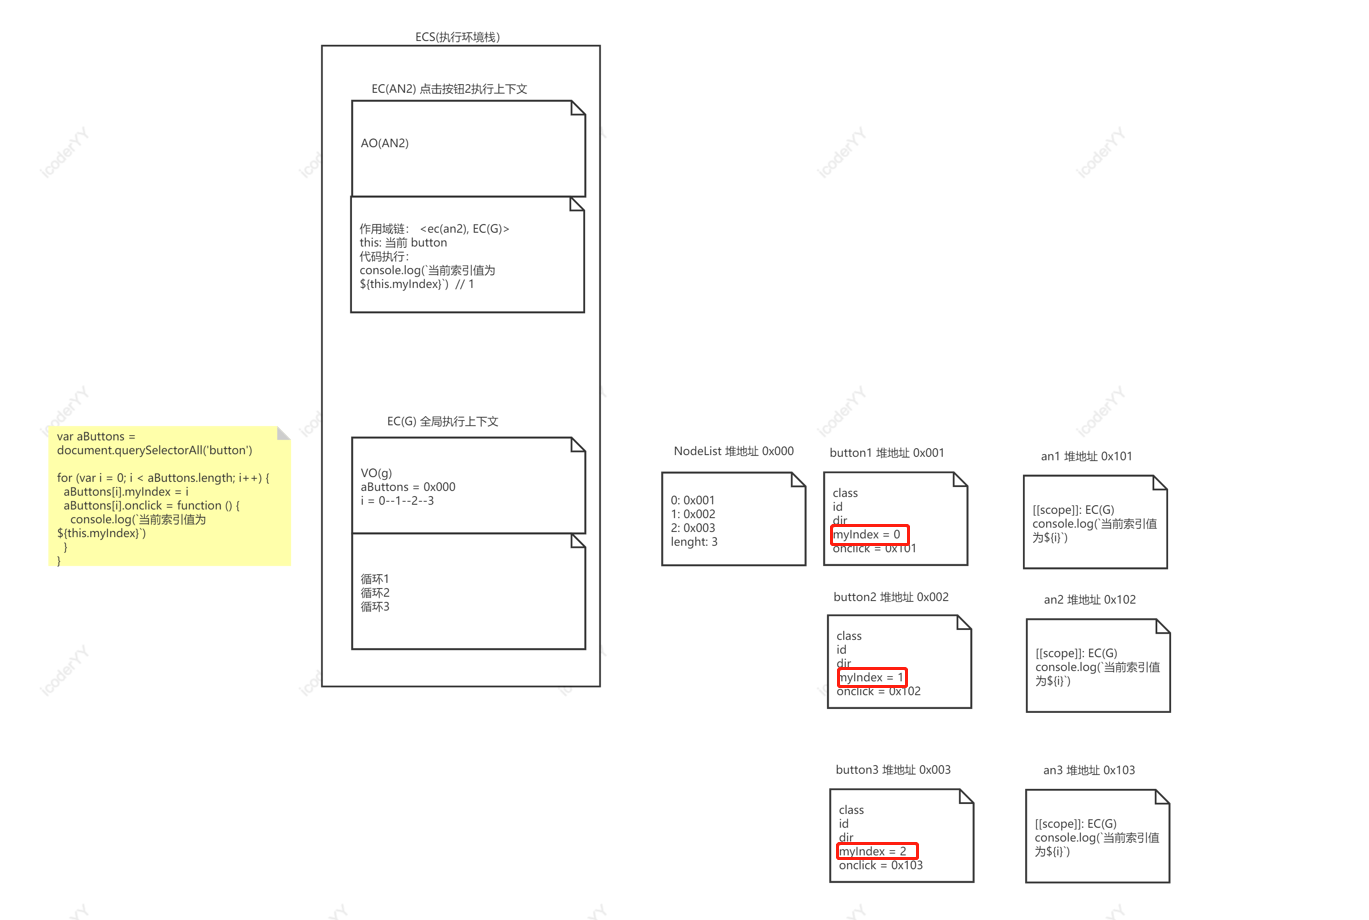 ECS(执行环境栈)
EC(AN2) 点击按钮2执行上下文
AO(AN2)
作用域链： <ec(an2), EC(G)>
this: 当前 button
代码执行：
console.log(`当前索引值为
${this.myIndex}`)  // 1
EC(G) 全局执行上下文
VO(g)
aButtons = 0x000
i = 0--1--2--3
循环1
循环2
循环3
var aButtons =
document.querySelectorAll('button')
for (var i = 0; i < aButtons.length; i++) {
aButtons[i].myIndex = i
aButtons[i].onclick = function () {
console.log(`当前索引值为
${this.myIndex}`)
}
}
NodeList 堆地址 0x000
0: 0x001
1: 0x002
2: 0x003
lenght: 3
button1 堆地址 0x001
class
id
dir
myIndex = 0
onclick = 0x101
an1 堆地址 0x101
[[scope]]: EC(G)
console.log(`当前索引值
为${i}`)
button2 堆地址 0x002
class
id
dir
myIndex = 1
onclick = 0x102
an2 堆地址 0x102
[[scope]]: EC(G)
console.log(`当前索引值
为${i}`)
button3 堆地址 0x003
class
id
dir
myIndex = 2
onclick = 0x103
an3 堆地址 0x103
[[scope]]: EC(G)
console.log(`当前索引值
为${i}`)
icoderYY
icoderYY
icoderYY
icoderYY
icoderYY
icoderYY
icoderYY